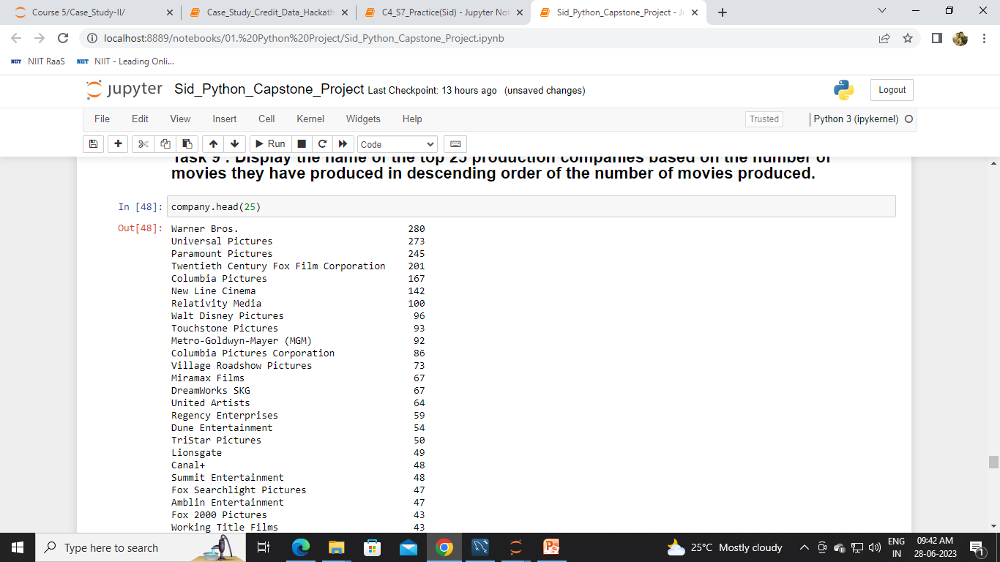 Course 5/Case_Study-II/
Case_Study_Credit_Data_Hackath
C4_S7_Practice(Sid) - Jupyter Not
Sid_Python_Capstone_Project - Ju
localhost:8889/notebooks/01.%20Python%20Project/Sid_Python_Capstone_Project.ipynb
NIIT NIIT RaaS NIIT NIIT - Leading Onli...
jupyter Sid_Python_Capstone_Project Last Checkpoint: 13 hours ago (unsaved changes)
Logout
File Edit View Insert Cell Kernel Widgets Help
Trusted Python 3 (ipykernel)
Run Code
Task 9 : Display the name of the top 25 production companies based on the number of
movies they have produced in descending order of the number of movies produced.
In [48]: company.head(25)
Out[48]: Warner Bros. 280
Universal Pictures 273
Paramount Pictures 245
Twentieth Century Fox Film Corporation 201
Columbia Pictures 167
New Line Cinema 142
Relativity Media 100
Walt Disney Pictures 96
Touchstone Pictures 93
Metro-Goldwyn-Mayer (MGM) 92
Columbia Pictures Corporation 86
Village Roadshow Pictures 73
Miramax Films 67
DreamWorks SKG 67
United Artists 64
Regency Enterprises 59
Dune Entertainment 54
TriStar Pictures 50
Lionsgate 49
Canal+ 48
Summit Entertainment 48
Fox Searchlight Pictures 47
Amblin Entertainment 47
Fox 2000 Pictures 43
Working Title Films 43
Type here to search
25°C Mostly cloudy
ENG
IN
09:42 AM
28-06-2023
1